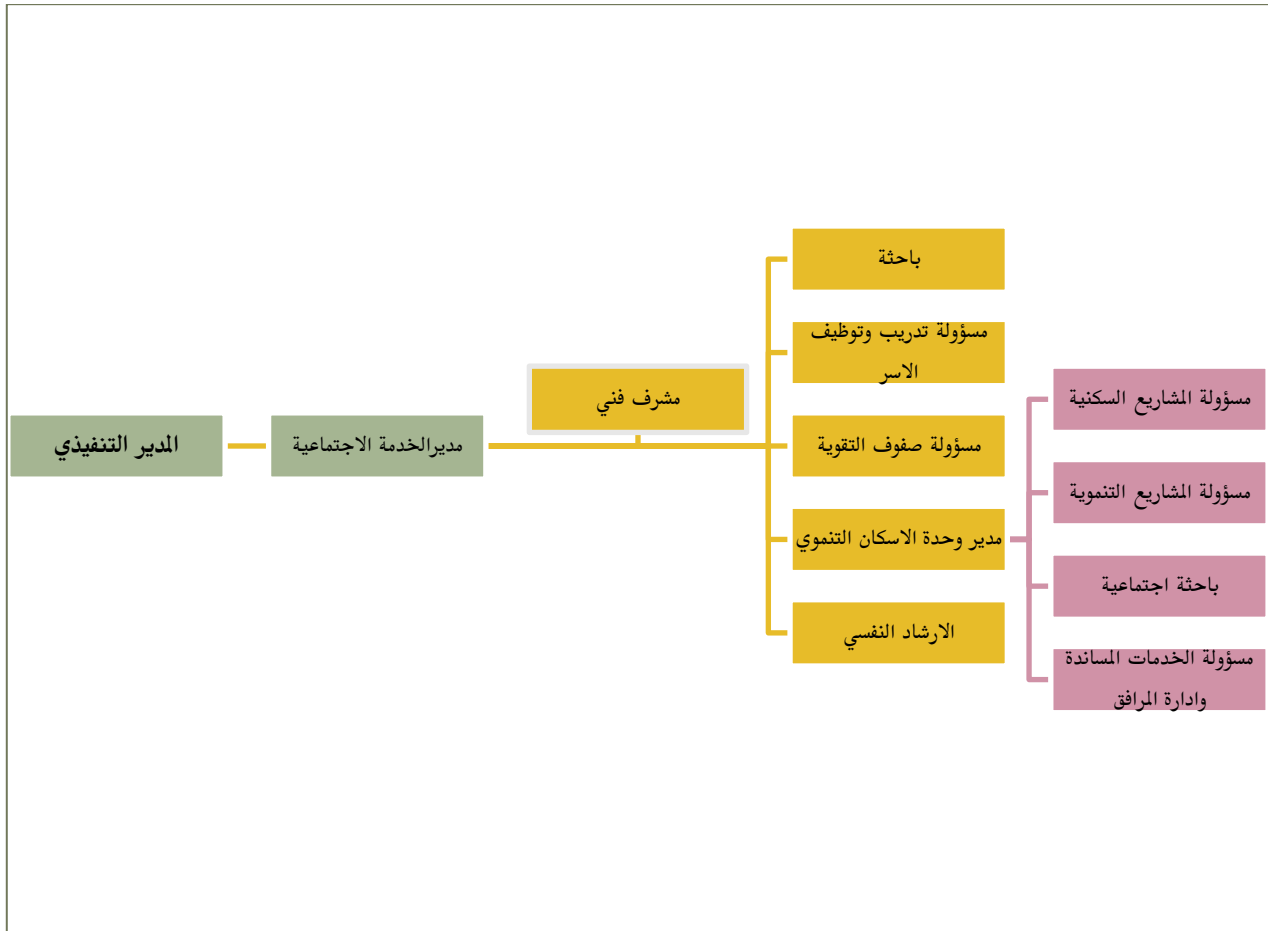 المدير التنفيذي
مديرالخدمة الاجتماعية
مشرف فني
باحثة
مسؤولة تدريب وتوظيف
الاسر
مسؤولة صفوف التقوية
مدير وحدة الاسكان التنموي
الارشاد النفسي
مسؤولة المشاريع السكنية
مسؤولة المشاريع التنموية
باحثة اجتماعية
مسؤولة الخدمات المساندة
وادارة المرافق